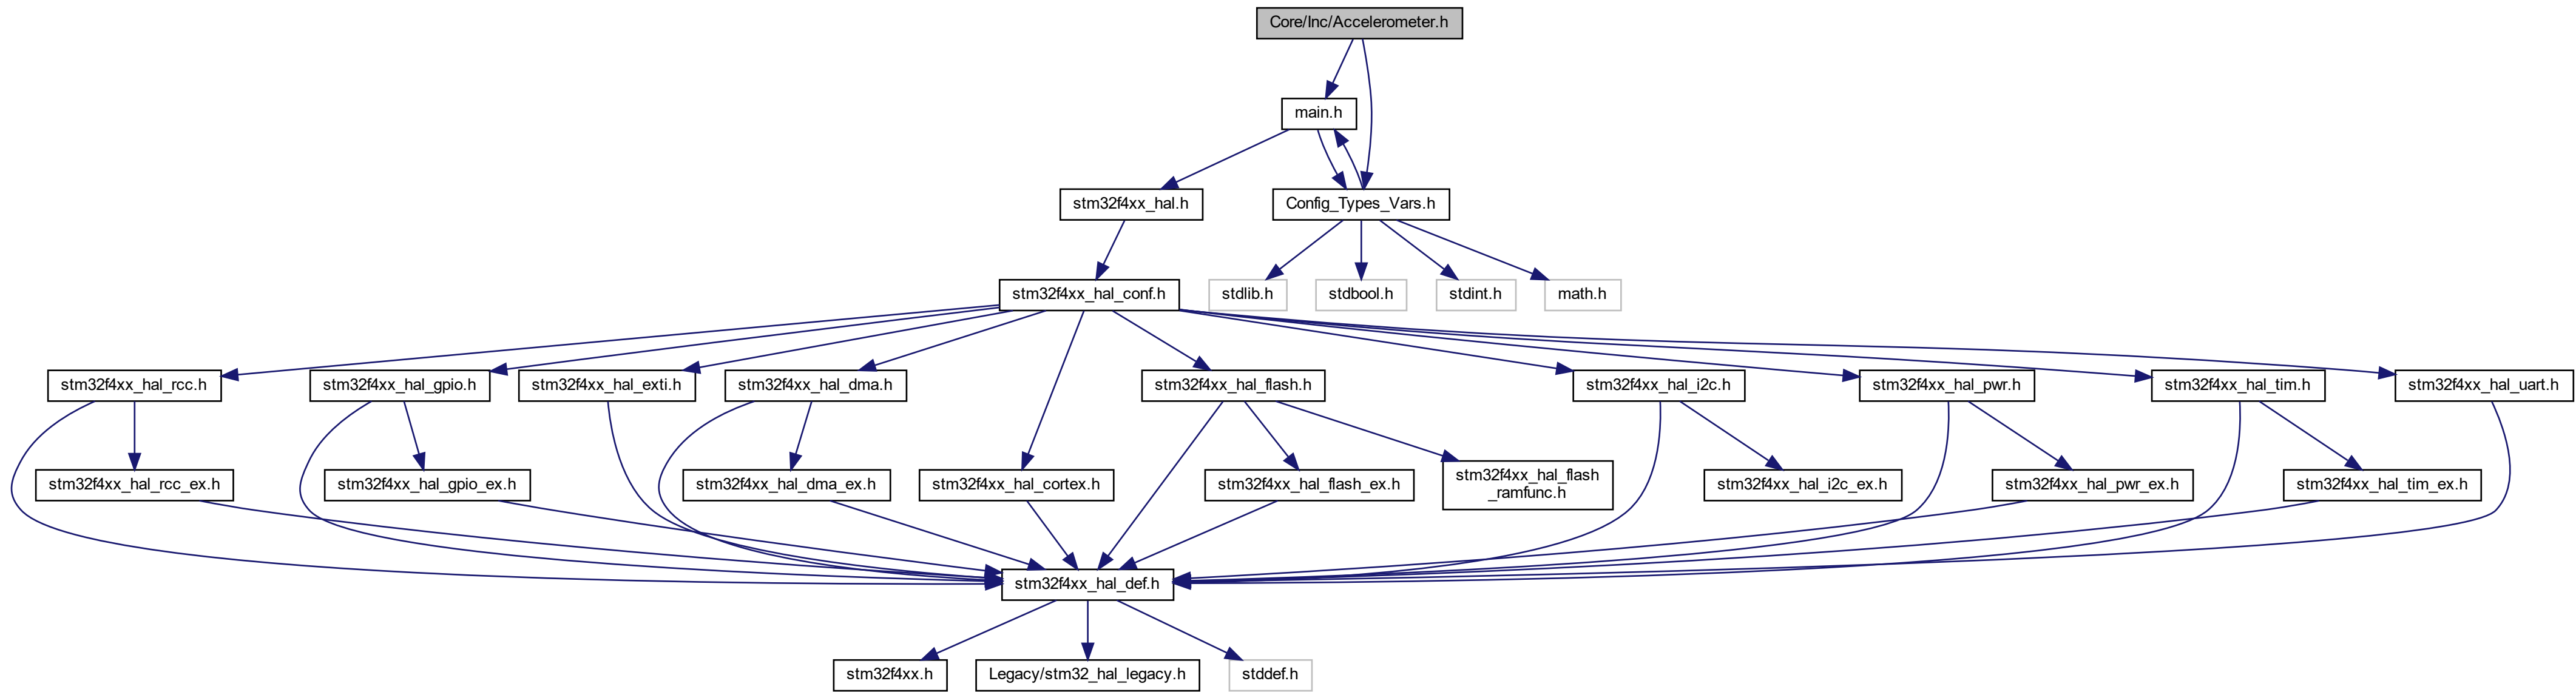 Core/Inc/Accelerometer.h
main.h
stm32f4xx_hal.h
Config_Types_Vars.h
stm32f4xx_hal_conf.h
stdlib.h
stdbool.h
stdint.h
math.h
stm32f4xx_hal_rcc.h
stm32f4xx_hal_gpio.h
stm32f4xx_hal_exti.h
stm32f4xx_hal_dma.h
stm32f4xx_hal_flash.h
stm32f4xx_hal_i2c.h
stm32f4xx_hal_pwr.h
stm32f4xx_hal_tim.h
stm32f4xx_hal_uart.h
stm32f4xx_hal_rcc_ex.h
stm32f4xx_hal_gpio_ex.h
stm32f4xx_hal_dma_ex.h
stm32f4xx_hal_cortex.h
stm32f4xx_hal_flash_ex.h
stm32f4xx_hal_flash
_ramfunc.h
stm32f4xx_hal_i2c_ex.h
stm32f4xx_hal_pwr_ex.h
stm32f4xx_hal_tim_ex.h
stm32f4xx_hal_def.h
stm32f4xx.h
Legacy/stm32_hal_legacy.h
stddef.h